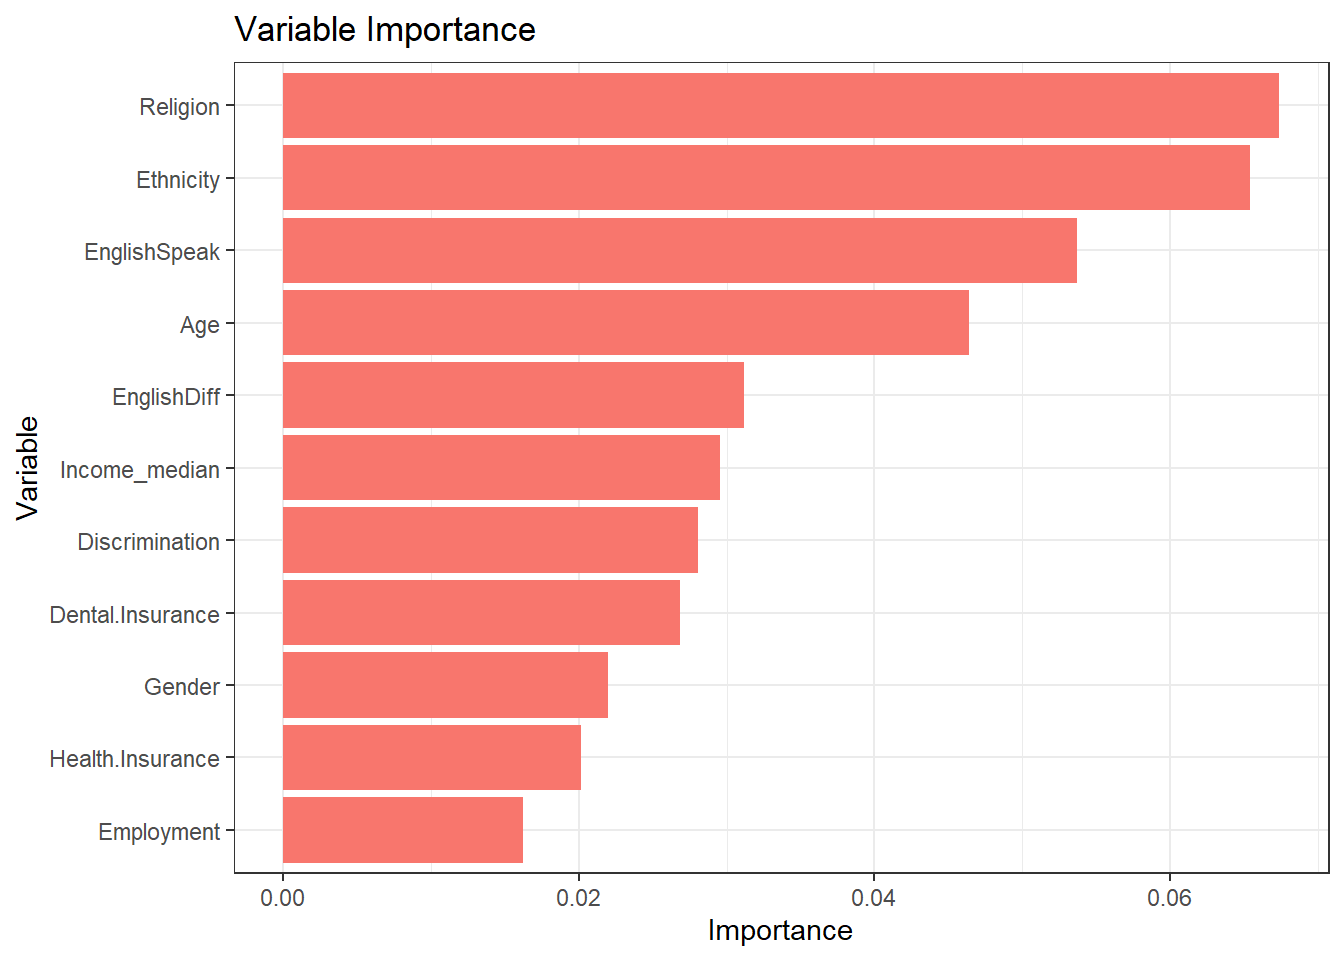 Variable Importance
Religion
Ethnicity
EnglishSpeak
Age
EnglishDiff
Income_median
Discrimination
Dental.Insurance
Gender
Health.Insurance
Employment
Variable
0.00 0.02 0.04 0.06
Importance